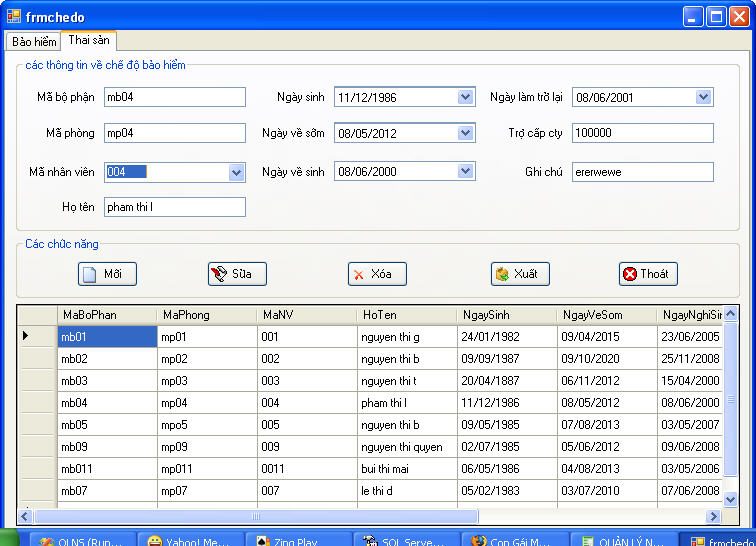 frmchedo
Bảo hiểm Thai sản
các thông tin về chế độ bảo hiểm
Mã bộ phận mb04 Ngày sinh 11/12/1986 Ngày làm trở lại 08/06/2001
Mã phòng mp04 Ngày về sớm 08/05/2012 Trợ cấp cty 100000
Mã nhân viên 004 Ngày về sinh 08/06/2000 Ghi chú ererwewe
Họ tên pham thi l
Các chức năng
Mới Sửa Xóa Xuất Thoát
MaBoPhan MaPhong MaNV HoTen NgaySinh NgayVeSom NgayNghiSin
mb01 mp01 001 nguyen thi g 24/01/1982 09/04/2015 23/06/2005
mb02 mp02 002 nguyen thi b 09/09/1987 09/10/2020 25/11/2008
mb03 mp03 003 nguyen thi t 20/04/1887 06/11/2012 15/04/2000
mb04 mp04 004 pham thi l 11/12/1986 08/05/2012 08/06/2000
mb05 mpo5 005 nguyen thi b 09/05/1985 07/08/2013 03/05/2007
mb09 mp09 009 nguyen thi quyen 02/07/1985 05/06/2012 09/06/2008
mb011 mp011 0011 bui thi mai 06/05/1986 04/08/2013 03/05/2006
mb07 mp07 007 le thi d 05/02/1983 03/07/2010 07/06/2008
QLNS (Run... Yahoo! Me... Zing Play SQL Serve... Con Gái M... QUẢN LÝ N... frmchedo